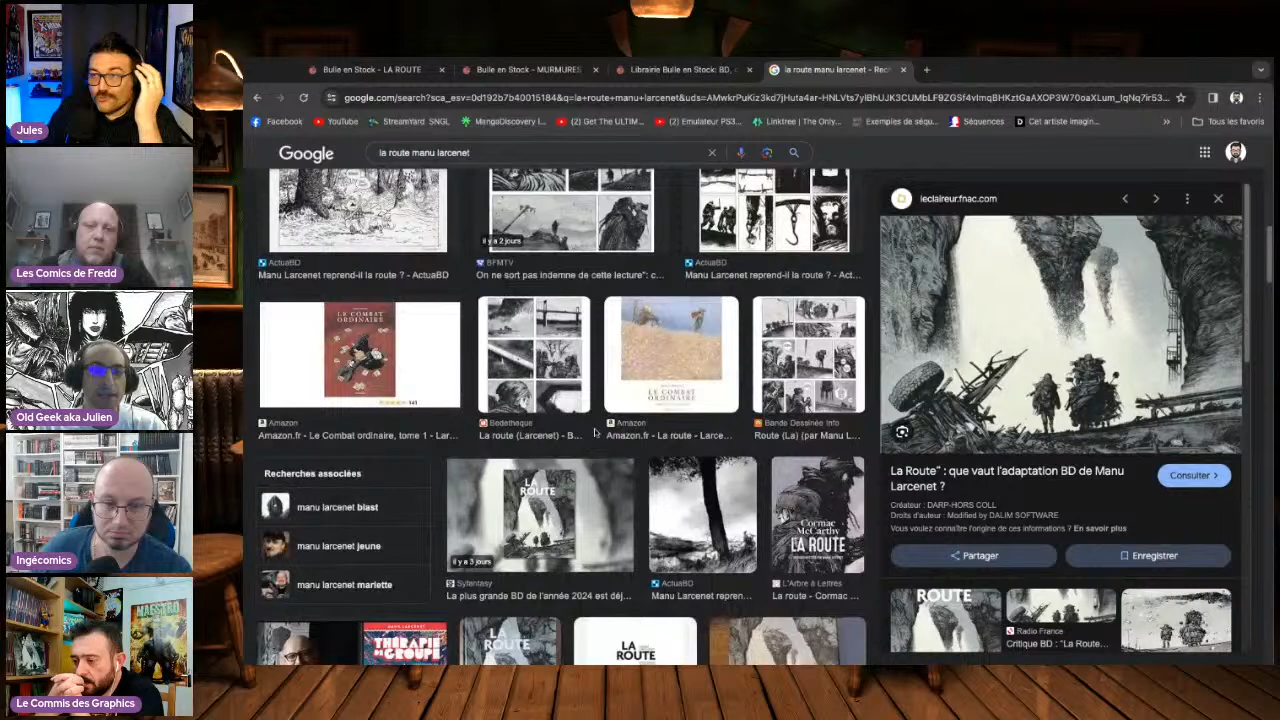 Jules
Les Comics de Fredd
Old Geek aka Julien
Ingécomics
MAESTRO
Le Commis des Graphics
Bulle en Stock - LA ROUTE
Bulle en Stock - MURMURES
Librairie Bulle en Stock: BD, c
la route manu larcenet - Rech
Facebook
YouTube
StreamYard SNGL
MangaDiscovery I...
(2) Get The ULTIM...
(2) Emulateur PS3...
Linktree | The Only...
Exemples de séqu...
Séquences
Cet artiste imagin...
Tous les favoris
Google
la route manu larcenet
ActuaBD
Manu Larcenet reprend-il la route ? - ActuaBD
il y a 2 jours
BFMTV
On ne sort pas indemne de cette lecture": c...
ActuaBD
Manu Larcenet reprend-il la route ? - Act...
LE COMBAT
ORDINAIRE
141
Amazon
Amazon.fr - Le Combat ordinaire, tome 1 - Lar...
Bedetheque
La route (Larcenet) - B...
LE COMBAT
ORDINAIRE
Amazon
Amazon.fr - La route - Larce...
Bande Dessinée Info
Route (La) (par Manu L...
Recherches associées
manu larcenet blast
manu larcenet jeune
manu larcenet mariette
LA
ROUTE
il y a 3 jours
Syfantasy
La plus grande BD de l'année 2024 est déj...
ActuaBD
Manu Larcenet repren...
Cormac
McCarthy
LA ROUTE
L'Arbre à Lettres
La route - Cormac ...
THÉRAPIE
DE GROUPE
ROUTE
LA
ROUTE
leclaireur.fnac.com
La Route" : que vaut l'adaptation BD de Manu
Larcenet ?
Consulter
Créateur : DARP-HORS COLL
Droits d'auteur : Modified by DALIM SOFTWARE
Vous voulez connaître l'origine de ces informations ? En savoir plus
Partager
Enregistrer
ROUTE
Radio France
Critique BD : "La Route...